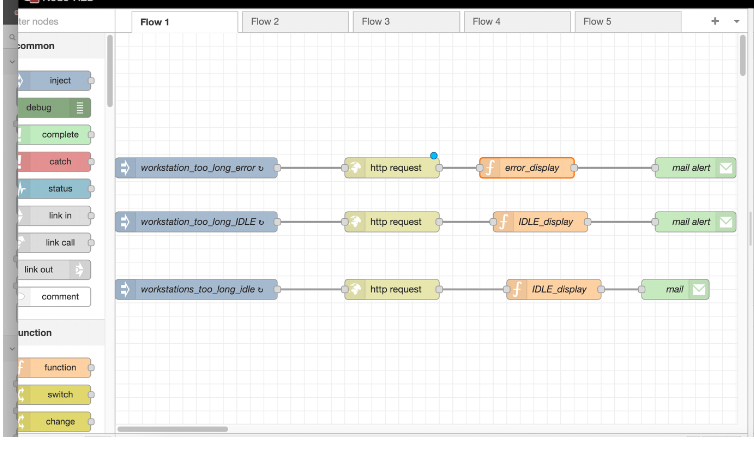 Flow 1
Flow 2
Flow 3
Flow 4
Flow 5
ter nodes
common
inject
debug
complete
catch
status
link in
link call
link out
comment
unction
function
switch
change
workstation_too_long_error ↻
http request
error_display
mail alert
workstation_too_long_IDLE ↻
http request
IDLE_display
mail alert
workstations_too_long_idle ↻
http request
IDLE_display
mail